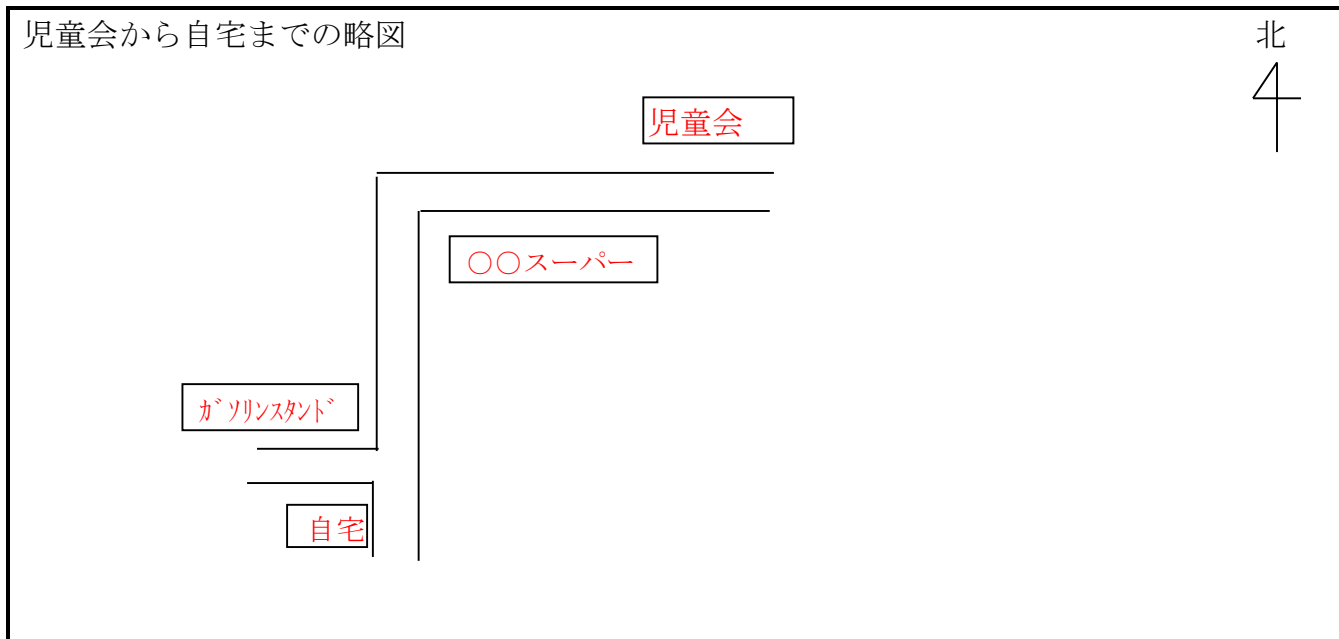 児童会から自宅までの略図
北
児童会
○○スーパー
ｶﾞｿﾘﾝｽﾀﾝﾄﾞ
自宅